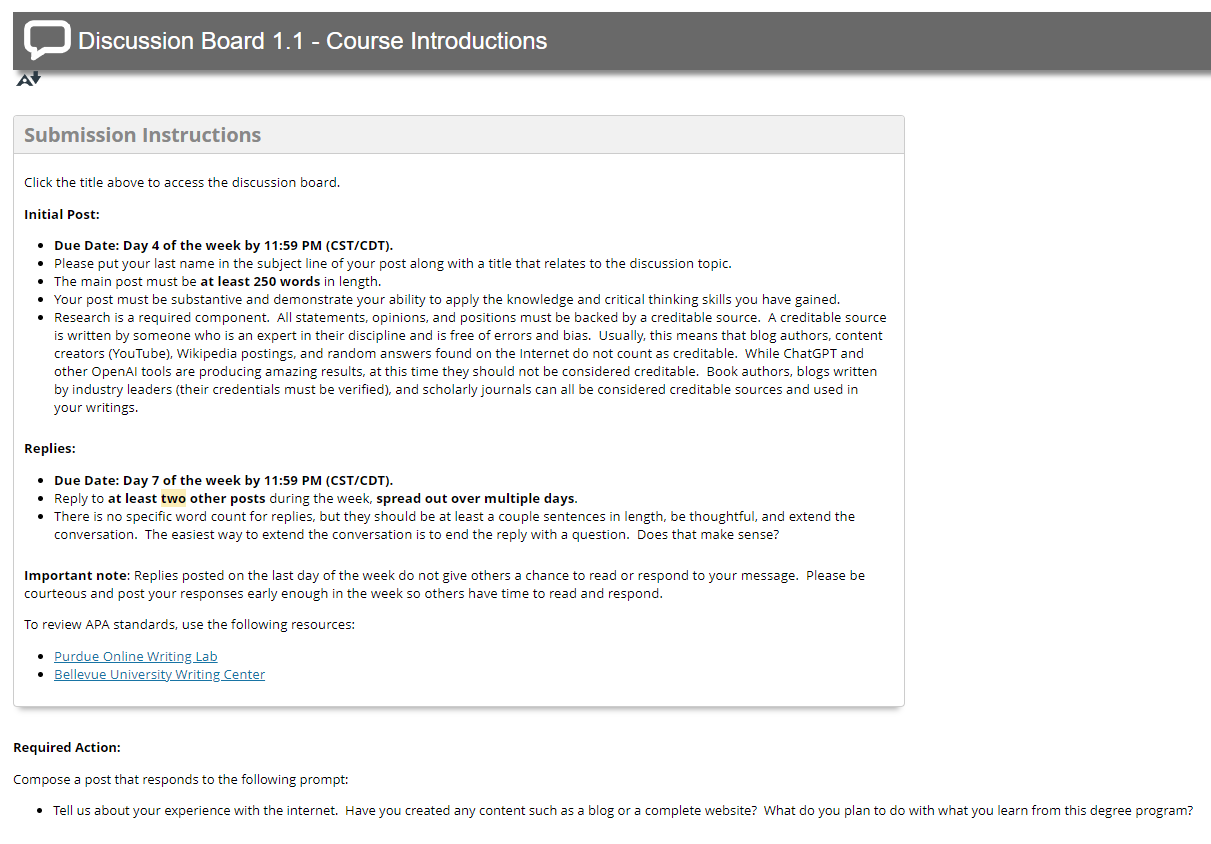 Discussion Board 1.1 - Course Introductions
A
Submission Instructions
Click the title above to access the discussion board.
Initial Post:
• Due Date: Day 4 of the week by 11:59 PM (CST/CDT).
• Please put your last name in the subject line of your post along with a title that relates to the discussion topic.
• The main post must be at least 250 words in length.
• Your post must be substantive and demonstrate your ability to apply the knowledge and critical thinking skills you have gained.
• Research is a required component.  All statements, opinions, and positions must be backed by a creditable source.  A creditable source
is written by someone who is an expert in their discipline and is free of errors and bias.  Usually, this means that blog authors, content
creators (YouTube), Wikipedia postings, and random answers found on the Internet do not count as creditable.  While ChatGPT and
other OpenAI tools are producing amazing results, at this time they should not be considered creditable.  Book authors, blogs written
by industry leaders (their credentials must be verified), and scholarly journals can all be considered creditable sources and used in
your writings.
Replies:
• Due Date: Day 7 of the week by 11:59 PM (CST/CDT).
• Reply to at least two other posts during the week, spread out over multiple days.
• There is no specific word count for replies, but they should be at least a couple sentences in length, be thoughtful, and extend the
conversation.  The easiest way to extend the conversation is to end the reply with a question.  Does that make sense?
Important note: Replies posted on the last day of the week do not give others a chance to read or respond to your message.  Please be
courteous and post your responses early enough in the week so others have time to read and respond.
To review APA standards, use the following resources:
• Purdue Online Writing Lab
• Bellevue University Writing Center
Required Action:
Compose a post that responds to the following prompt:
• Tell us about your experience with the internet.  Have you created any content such as a blog or a complete website?  What do you plan to do with what you learn from this degree program?